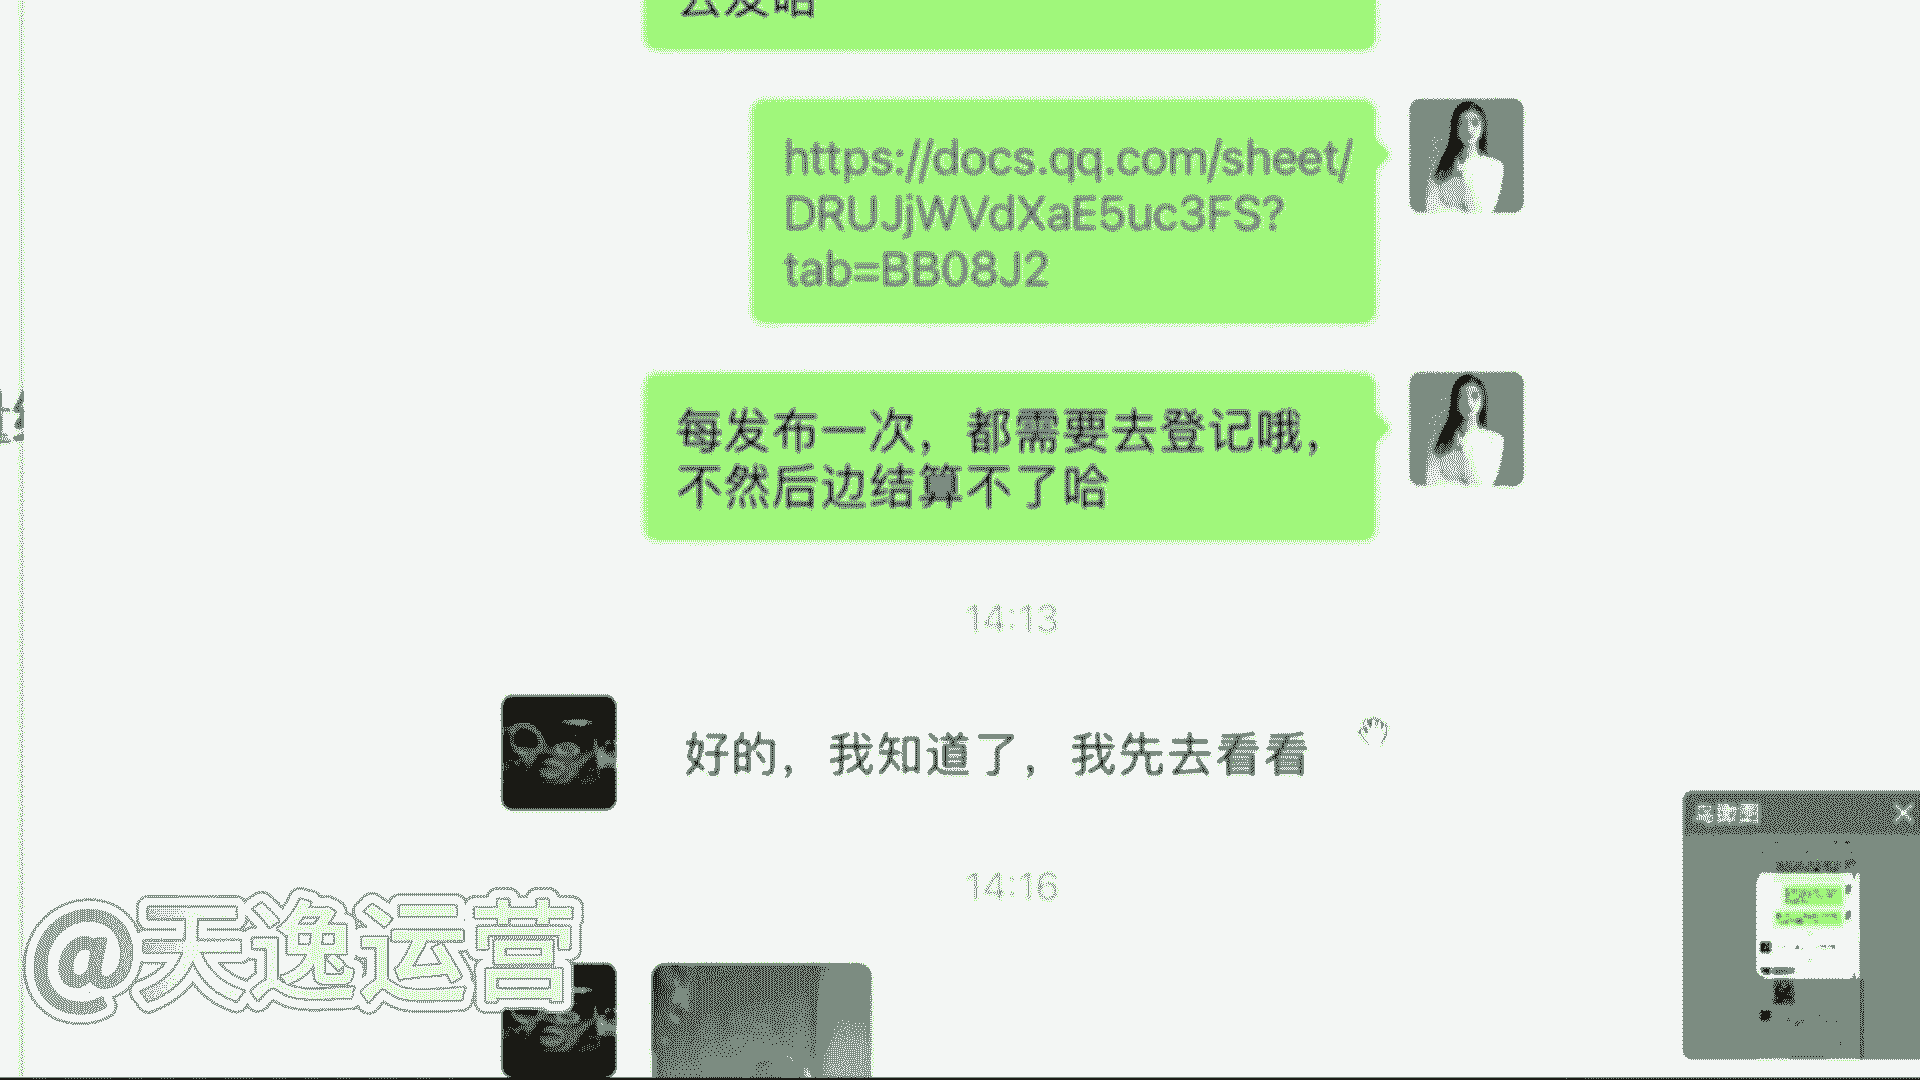 https://docs.qq.com/sheet/
DRUJjWVdXaE5uc3FS?
tab=BB08J2
每发布一次，都需要去登记哦，
不然后边结算不了哈
14:13
好的，我知道了，我先去看看
14:16
@天逸运营